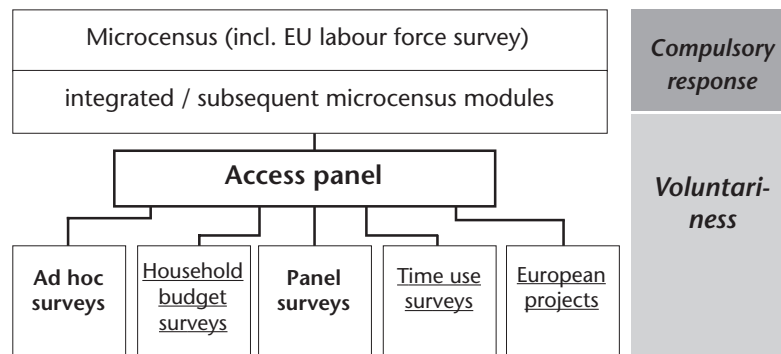 Microcensus (incl. EU labour force survey)
integrated / subsequent microcensus modules
Compulsory
response
Access panel
Voluntari-
ness
Ad hoc
surveys
Household
budget
surveys
Panel
surveys
Time use
surveys
European
projects